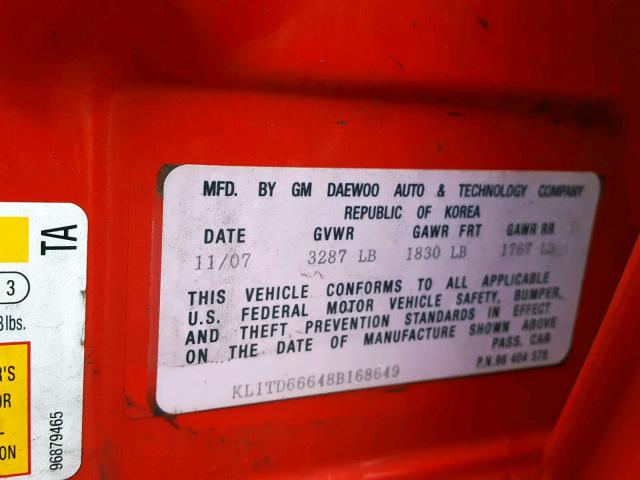 MFD. BY GM DAEWOO AUTO & TECHNOLOGY COMPANY
REPUBLIC OF KOREA
DATE GVWR GAWR FRT GAWR RR
11/07 3287 LB 1830 LB 1767 LB
THIS VEHICLE CONFORMS TO ALL APPLICABLE
U.S. FEDERAL MOTOR VEHICLE SAFETY, BUMPER,
AND THEFT PREVENTION STANDARDS IN EFFECT
ON THE DATE OF MANUFACTURE SHOWN ABOVE
PASS. CAR
P.N. 96 404 578
KL1TD66648B168649
TA
3
lbs.
R'S
OR
ON
96879465